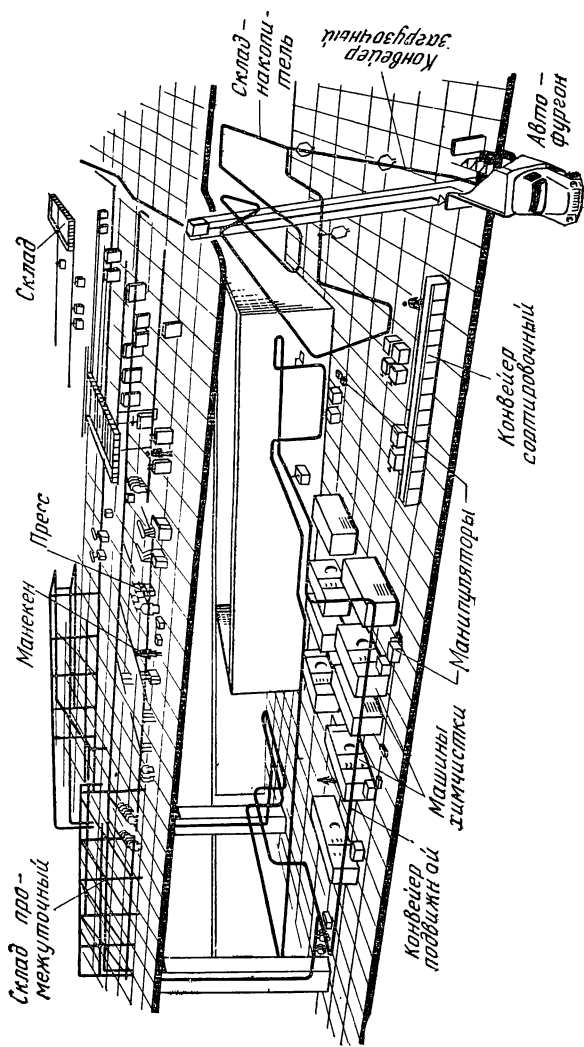 Склад про-
межуточный
Манекен
Пресс
Склад
Склад-
накопи-
тель
Конвейер
загрузочный
Конвейер
подвижной
Машины
химчистки
Манипуляторы
Конвейер
сортировочный
Авто-
фургон